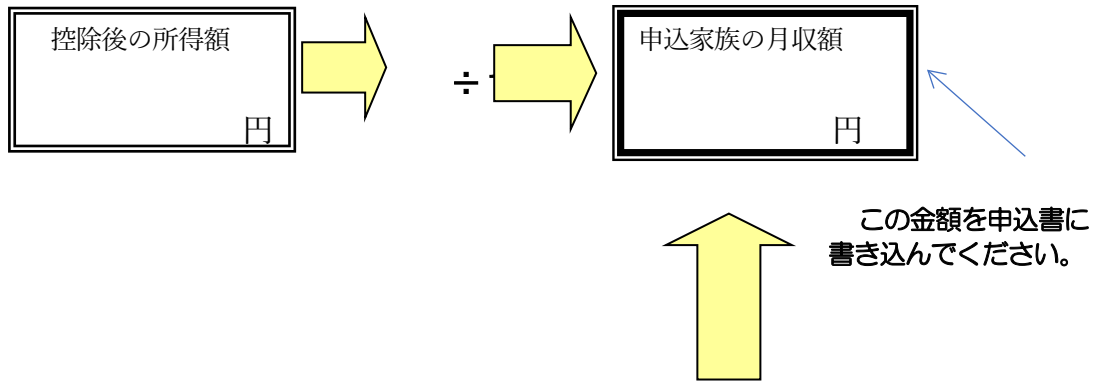 控除後の所得額
円
÷
申込家族の月収額
円
この金額を申込書に
書き込んでください。